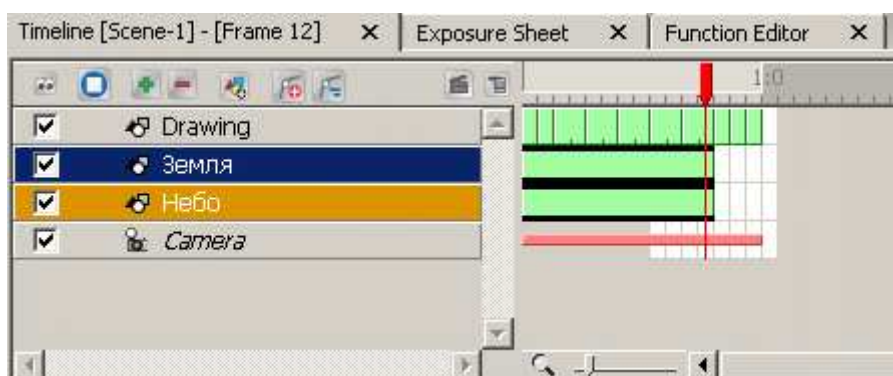 Timeline [Scene-1] - [Frame 12] Exposure Sheet Function Editor
1:0
Drawing
Земля
Небо
Camera